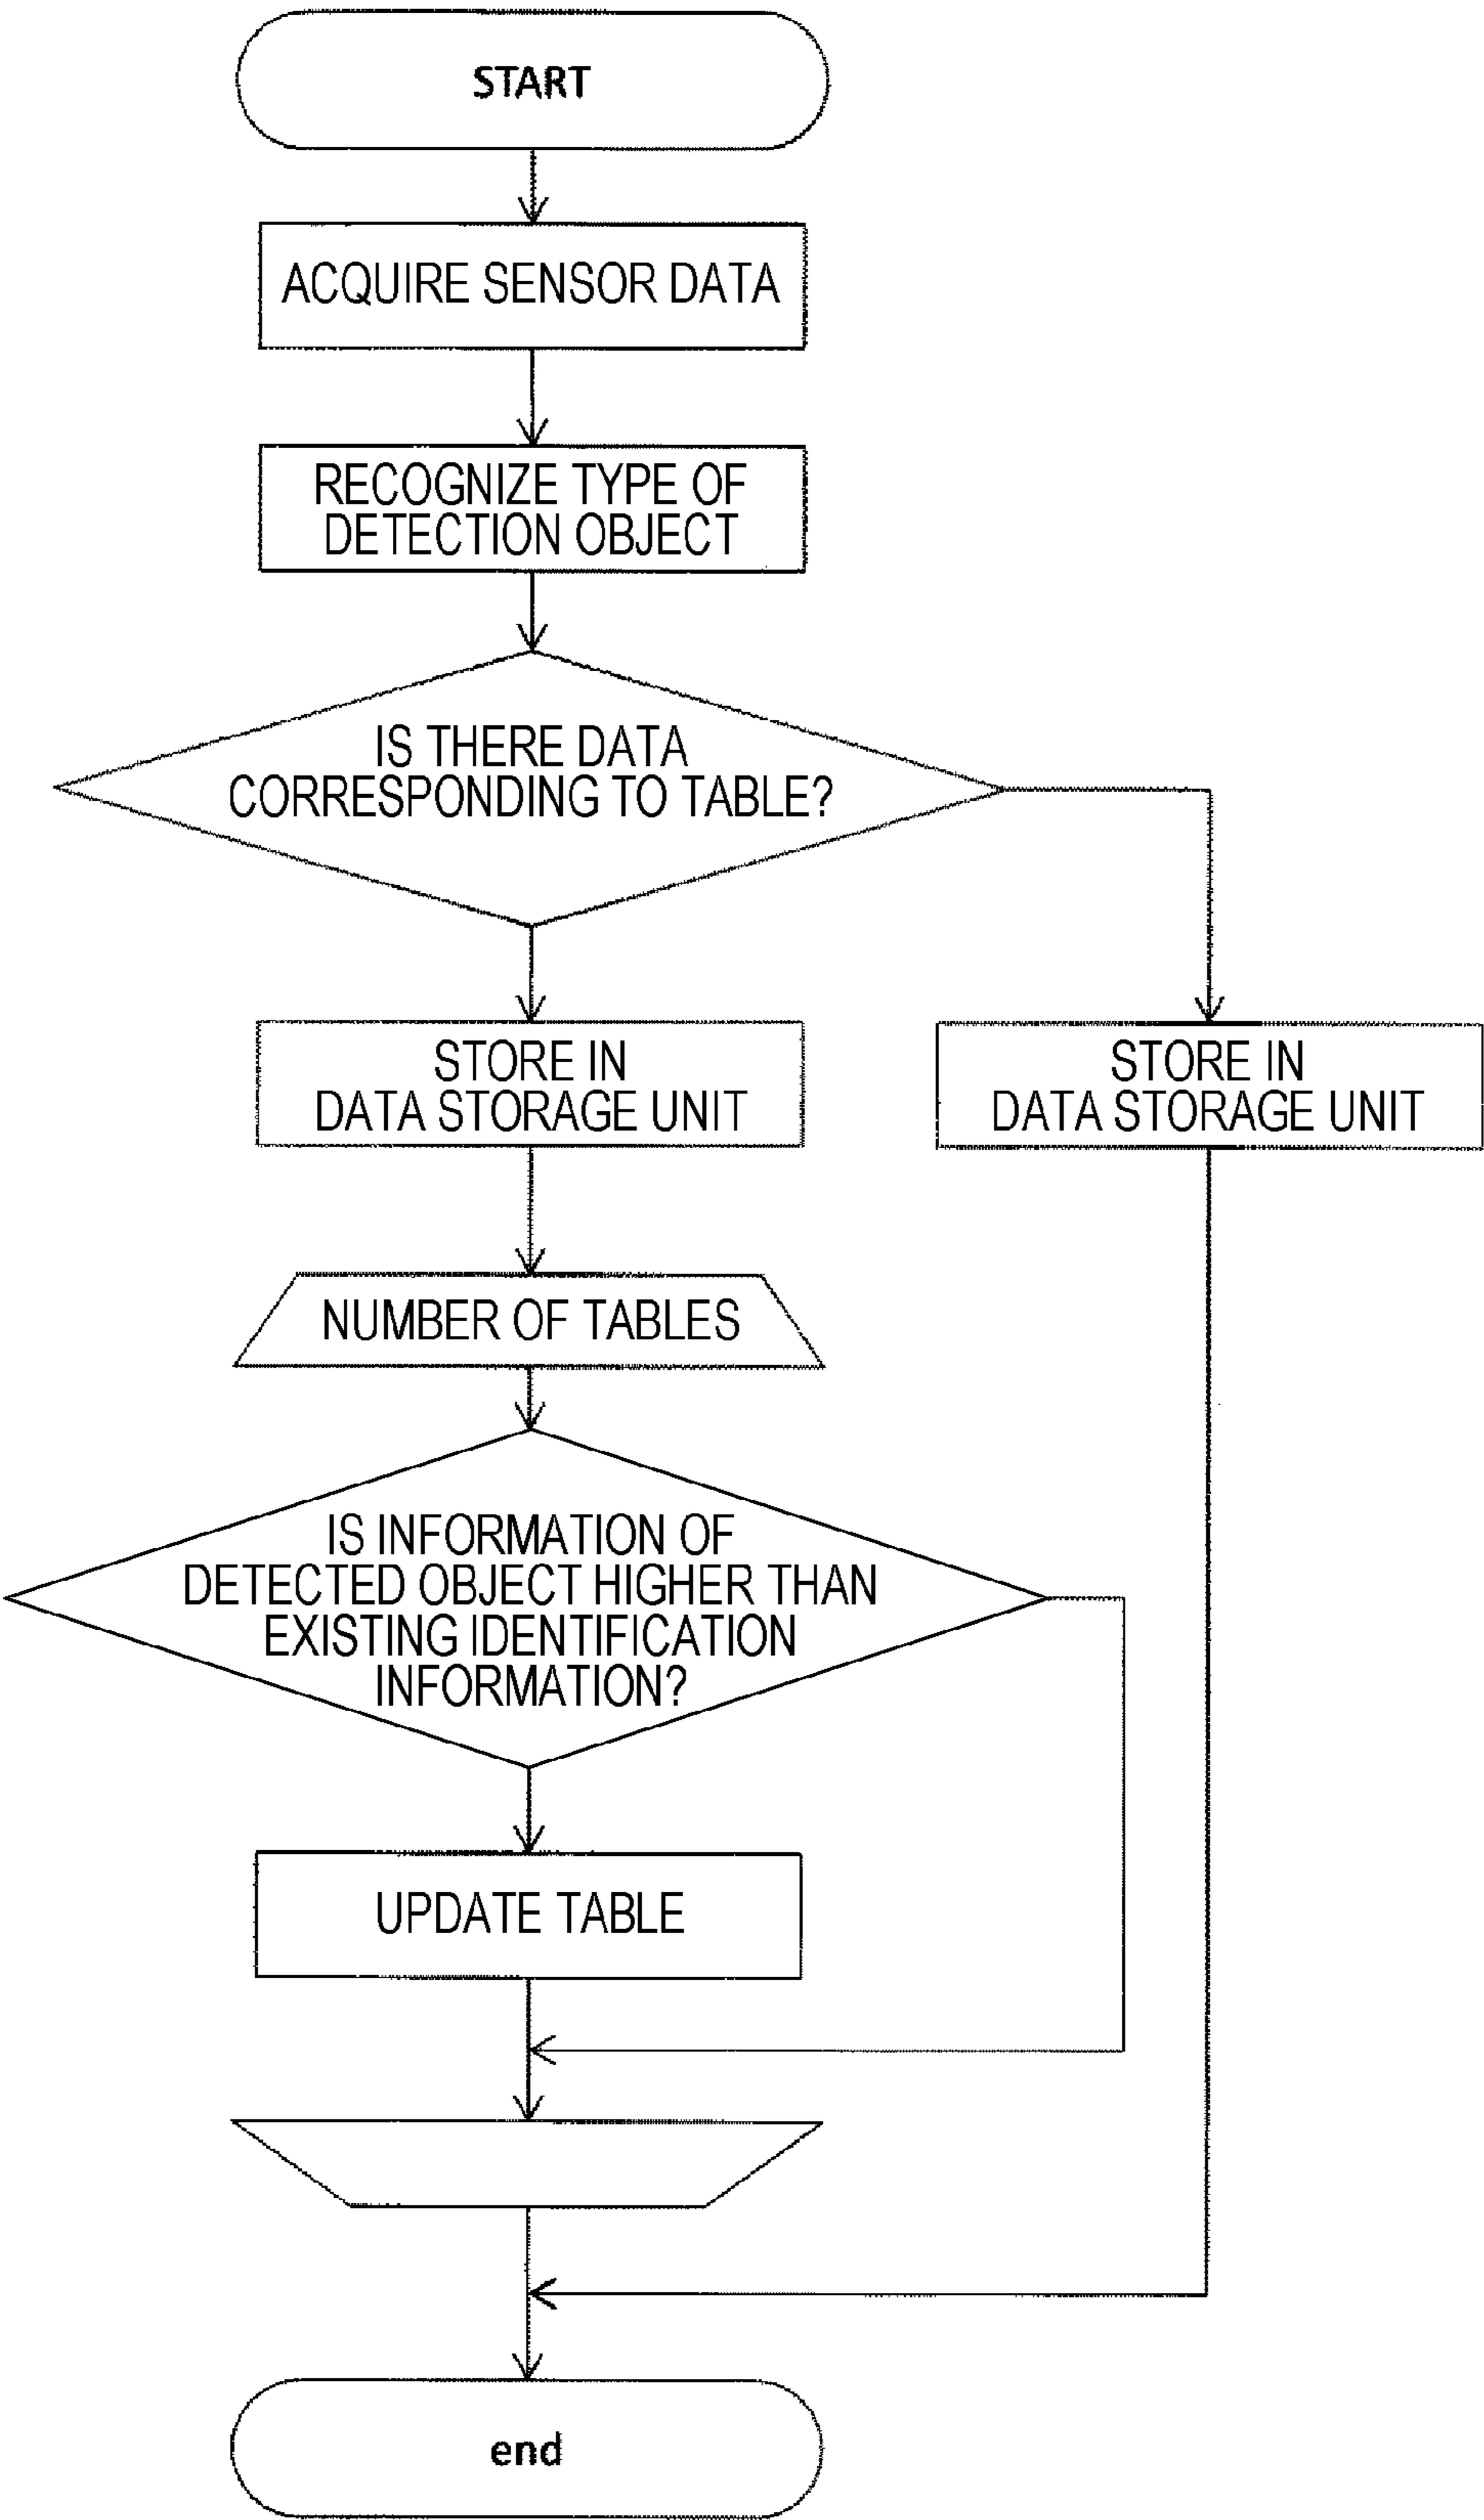 START
ACQUIRE SENSOR DATA
RECOGNIZE TYPE OF
DETECTION OBJECT
IS THERE DATA
CORRESPONDING TO TABLE?
STORE IN
DATA STORAGE UNIT
STORE IN
DATA STORAGE UNIT
NUMBER OF TABLES
IS INFORMATION OF
DETECTED OBJECT HIGHER THAN
EXISTING IDENTIFICATION
INFORMATION?
UPDATE TABLE
end